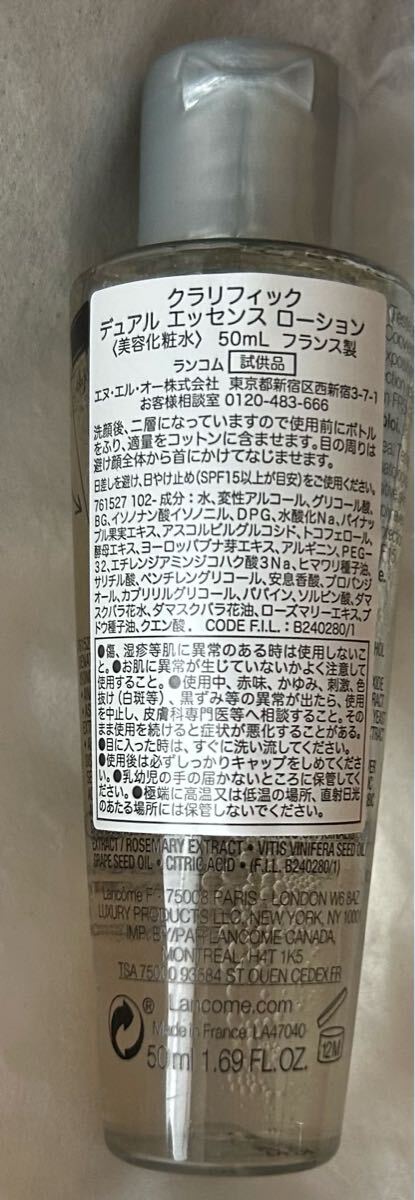 クラリフィック
デュアル エッセンス ローション
〈美容化粧水〉 50mL フランス製
ランコム 試供品
エヌ・エル・オー株式会社 東京都新宿区西新宿3-7-1
お客様相談室 0120-483-666
洗顔後、二層になっていますので使用前にボトル
をふり、適量をコットンに含ませます。目の周りは
避け顔全体から首にかけてなじませます。
日差しを避け、日やけ止め(SPF15以上が目安)をご使用ください。
761527 102-成分：水、変性アルコール、グリコール酸、
BG、イソノナン酸イソノニル、DPG、水酸化Na、パイナッ
プル果実エキス、アスコルビルグルコシド、トコフェロール、
酵母エキス、ヨーロッパブナ芽エキス、アルギニン、PEG-
32、エチレンジアミンジコハク酸3Na、ヒマワリ種子油、
サリチル酸、ペンチレングリコール、安息香酸、プロパンジ
オール、カプリリルグリコール、パパイン、ソルビン酸、ダマ
スクバラ花水、ダマスクバラ花油、ローズマリーエキス、ブ
ドウ種子油、クエン酸． CODE F.I.L. : B240280/1
●傷、湿疹等肌に異常のある時は使用しないこ
と。●お肌に異常が生じていないかよく注意して
使用すること。●使用中、赤味、かゆみ、刺激、色
抜け(白斑等)、黒ずみ等の異常が出たら、使用
を中止し、皮膚科専門医等へ相談すること。その
まま使用を続けると症状が悪化することがある。
●目に入った時は、すぐに洗い流してください。
●使用後は必ずしっかりキャップをしめてくださ
い。●乳幼児の手の届かないところに保管してく
ださい。●極端に高温又は低温の場所、直射日光
のあたる場所には保管しないでください。
EXTRACT / ROSEMARY EXTRACT • VITIS VINIFERA SEED OIL
GRAPE SEED OIL • CITRIC ACID • (F.I.L. B240280/1)
75008 PARIS - LONDON W6 8AZ
LUXURY PRODUCTS LLC, NEW YORK, NY 10001
IMP. BY/PAR LANCOME CANADA,
MONTREAL: H4T 1K5
TSA 75000 93584 ST OUEN CEDEX.FR
Lancome.com
Made in France. LA47040
50 ml 1.69 FL.OZ.
12M